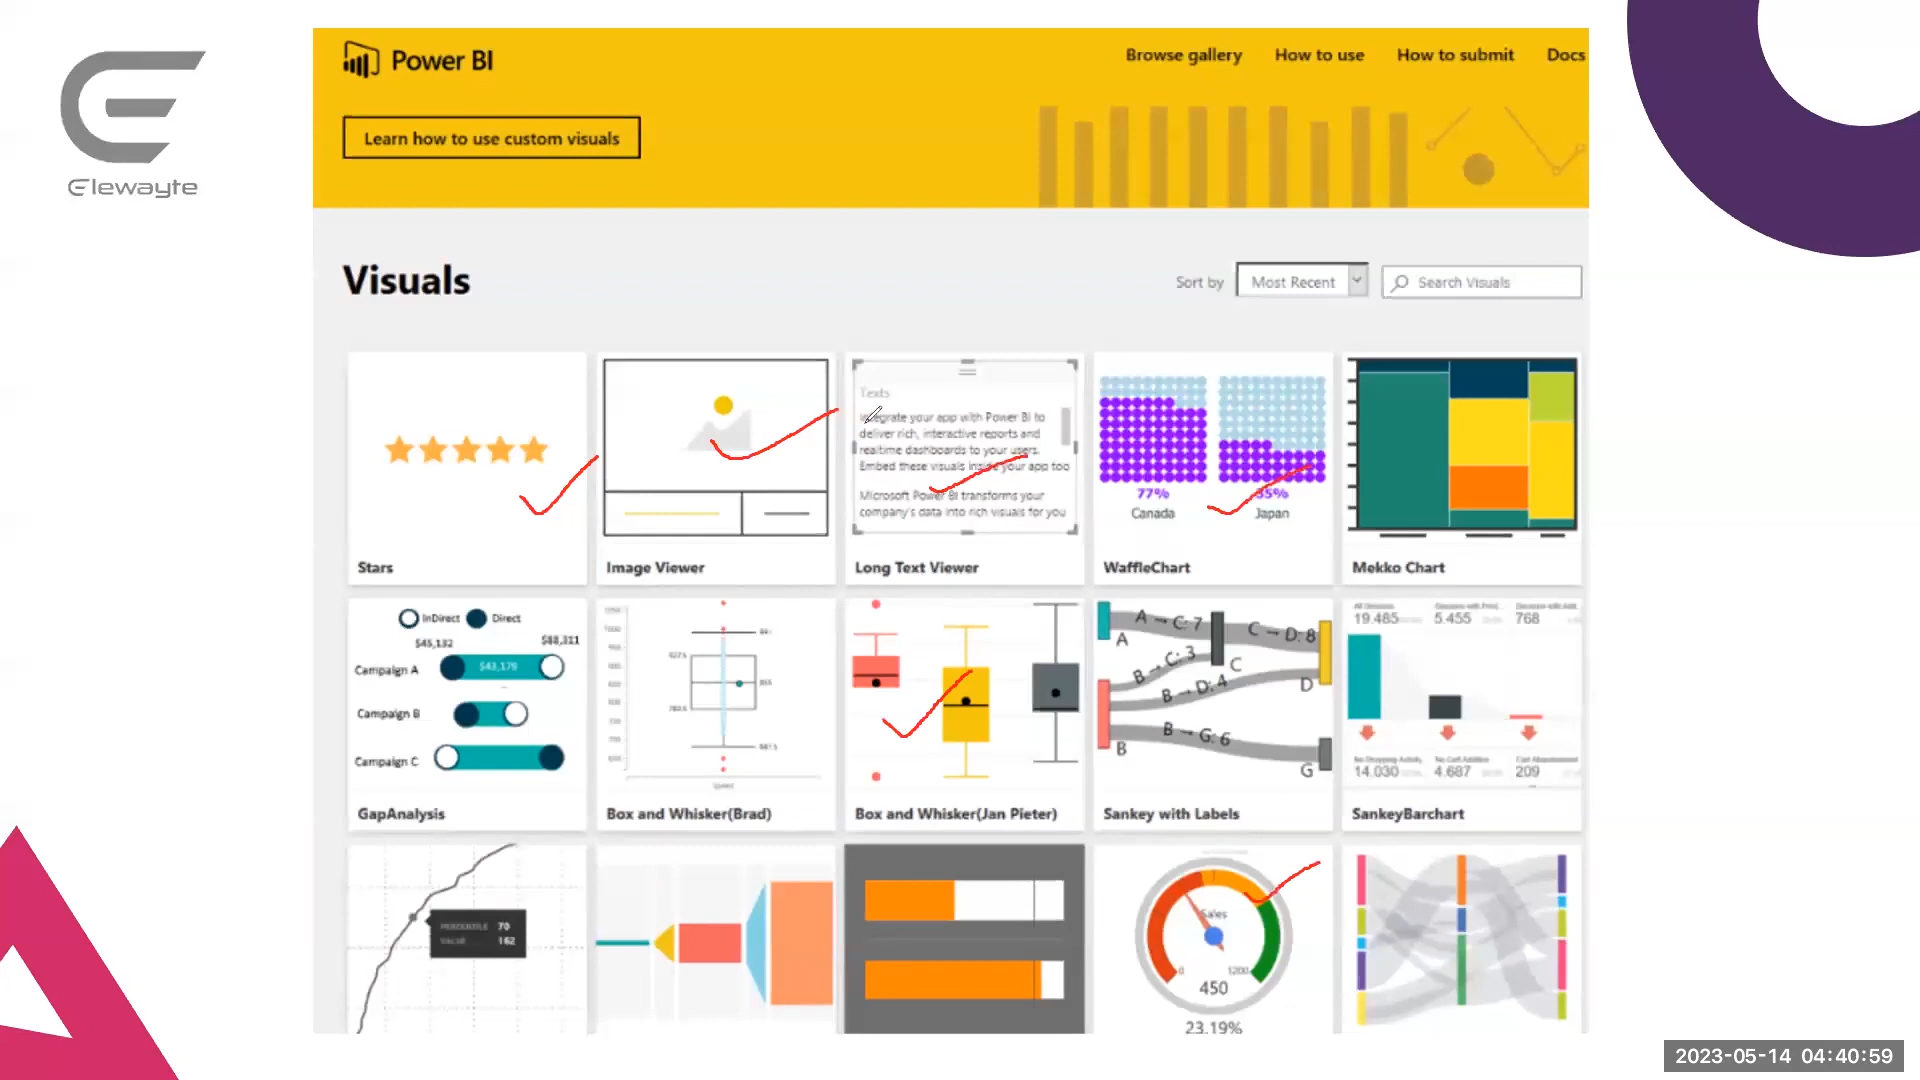 Elewayte
Power BI
Browse gallery How to use How to submit Docs
Learn how to use custom visuals
Visuals
Sort by Most Recent Search Visuals
Texts
Integrate your app with Power BI to
deliver rich, interactive reports and
realtime dashboards to your users.
Embed these visuals inside your app too
Microsoft Power BI transforms your
company's data into rich visuals for you
77% 35%
Canada Japan
Stars Image Viewer Long Text Viewer WaffleChart Mekko Chart
InDirect Direct
$45,132 $88,311
Campaign A $43,179
Campaign B
Campaign C
A → C: 7 C → D: 8
A
B → C: 3 C
B → D: 4 D
B → G: 6
B
G
19.485 5.455 768
14.030 4.687 209
GapAnalysis Box and Whisker(Brad) Box and Whisker(Jan Pieter) Sankey with Labels SankeyBarchart
PERCENTILE 70
VALUE 162
Sales
0 1200
450
23.19%
2023-05-14 04:40:59